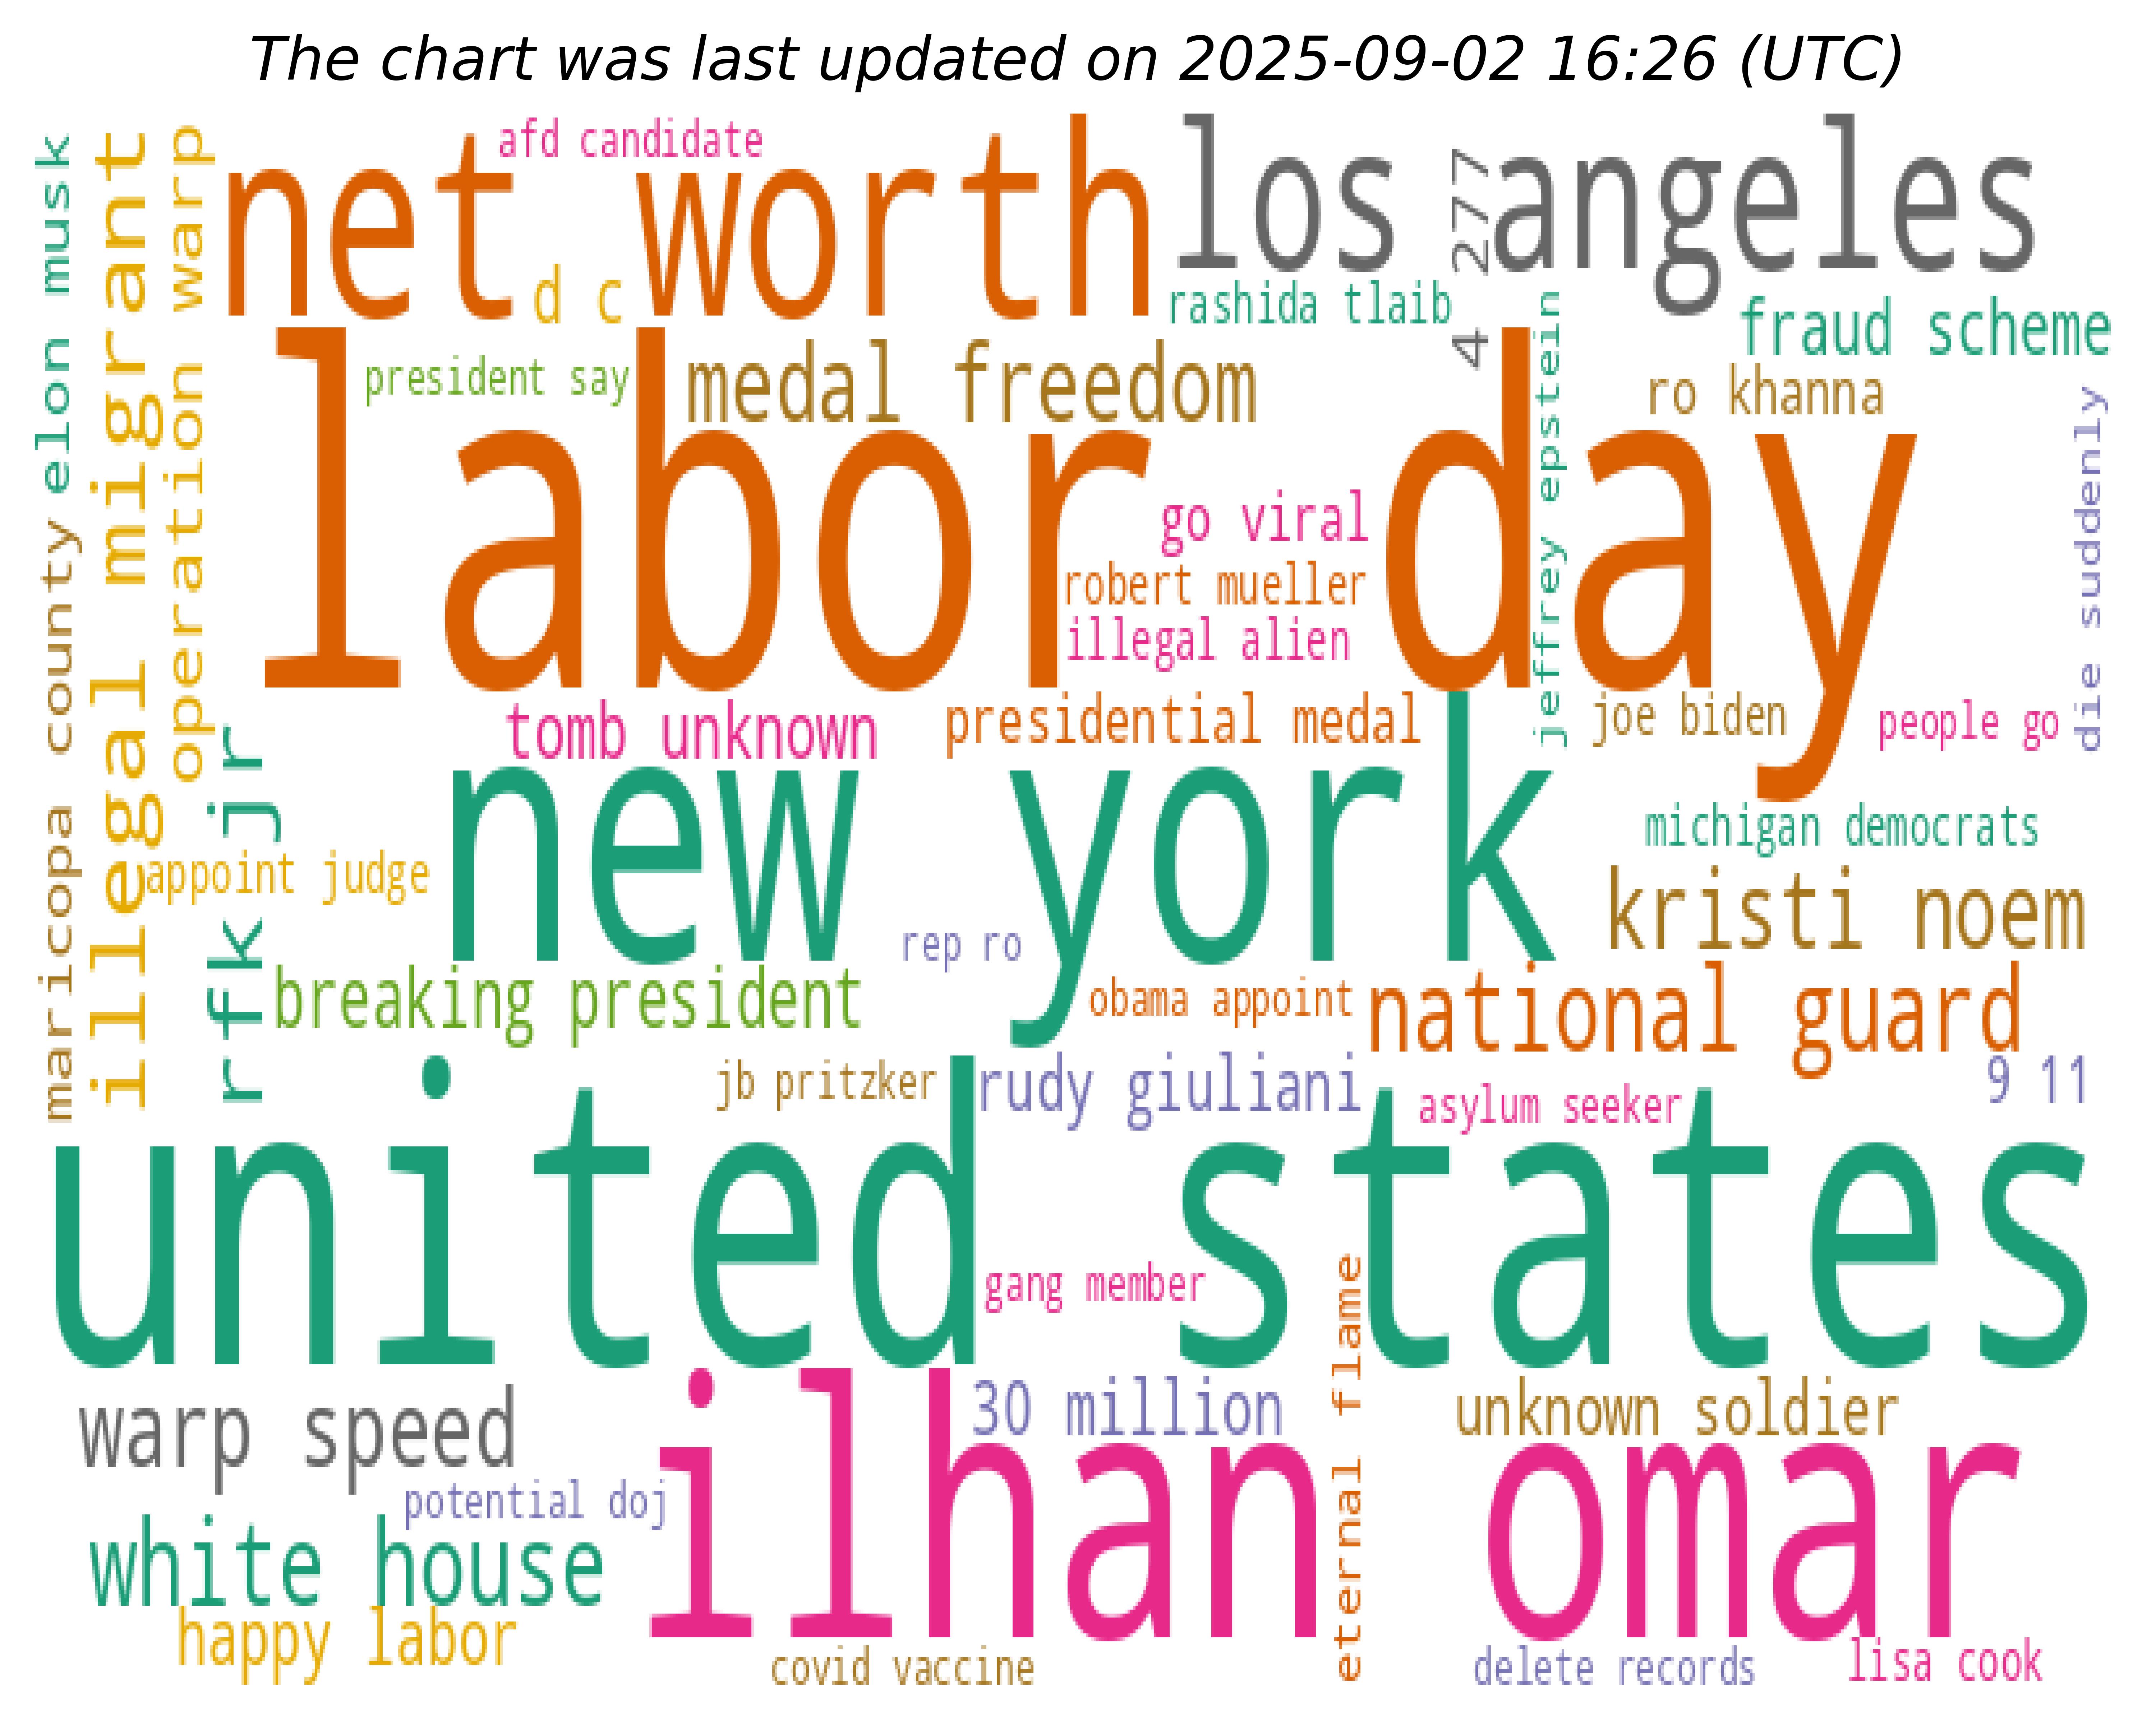 The chart was last updated on 2025-09-02 16:26 (UTC)
elon musk
illegal migrant
operation warp
net worth
afd candidate
los angeles
4 277
d c
rashida tlaib
fraud scheme
president say
medal freedom
ro khanna
jeffrey epstein
die suddenly
labor day
go viral
robert mueller
illegal alien
maricopa county
tomb unknown
presidential medal
joe biden
people go
rfk jr
new york
michigan democrats
appoint judge
kristi noem
rep ro
breaking president
obama appoint
national guard
jb pritzker
rudy giuliani
asylum seeker
9 11
united states
gang member
eternal flame
warp speed
30 million
unknown soldier
ilhan omar
potential doj
white house
happy labor
covid vaccine
delete records
lisa cook